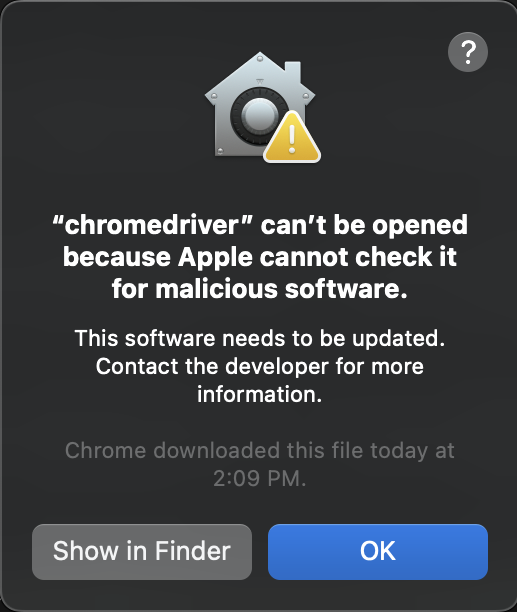 ?
“chromedriver” can’t be opened
because Apple cannot check it
for malicious software.
This software needs to be updated.
Contact the developer for more
information.
Chrome downloaded this file today at
2:09 PM.
Show in Finder
OK